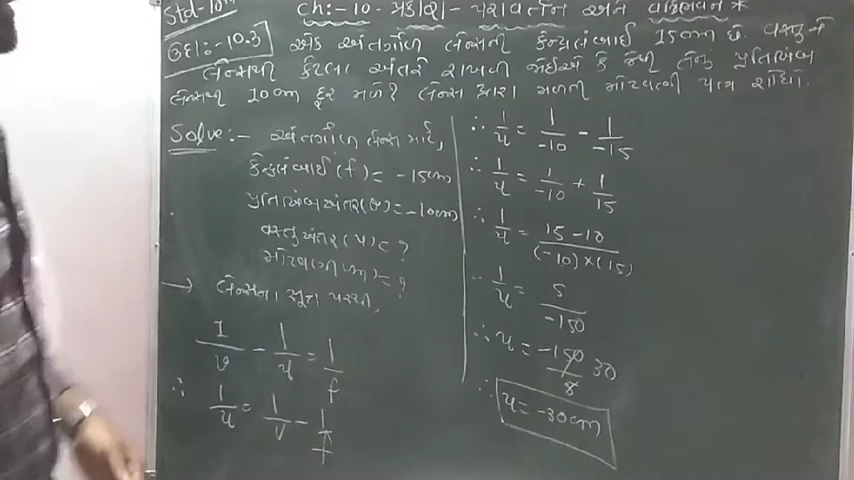 Std-10th Ch:-10. પ્રકાશ- પરાવર્તન અને વક્રીભવન *
ઉદા:-10.3 એક અંતર્ગોળ લેન્સની કેન્દ્રલંબાઈ 15cm છે. વસ્તુને
લેન્સથી કેટલા અંતરે રાખવી જોઈએ કે જેથી તેનું પ્રતિબિંબ
લેન્સથી 10cm દૂર મળે? લેન્સ દ્વારા મળતી મોટવણી પણ શોધો.
Solve:- અંતર્ગોળ લેન્સ માટે,
કેન્દ્રલંબાઈ (f) = -15cm
પ્રતિબિંબઅંતર(v) = -10cm
વસ્તુઅંતર (u) = ?
મોટવણી (m) = ?
→ લેન્સના સૂત્ર પરથી,
1/v - 1/u = 1/f
∴ 1/u = 1/v - 1/f
∴ 1/u = 1/-10 - 1/-15
∴ 1/u = 1/-10 + 1/15
∴ 1/u = 15-10/(-10)×(15)
∴ 1/u = 5/-150
∴ u = -150/5 30
∴ u = -30cm